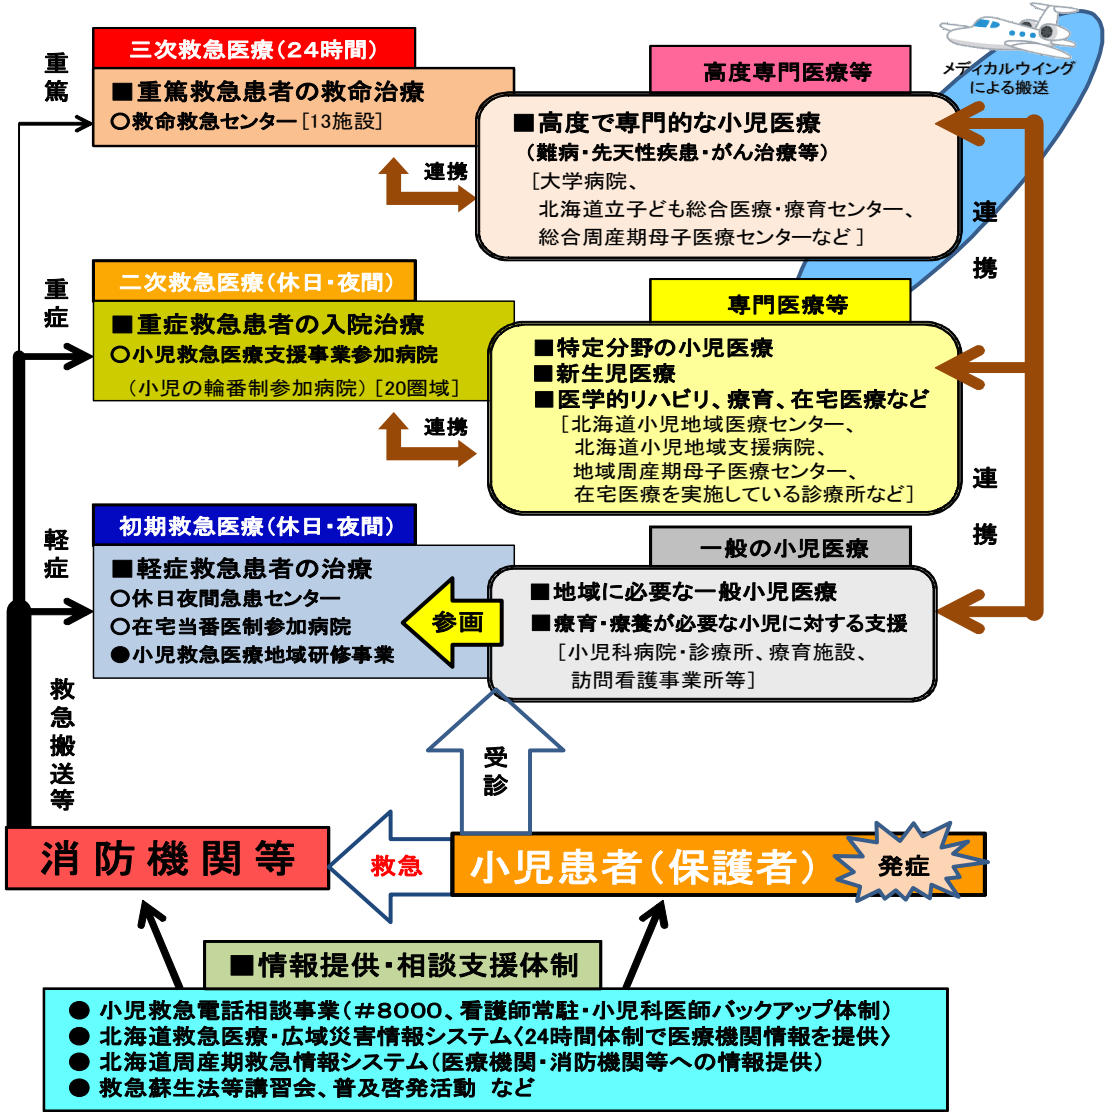 三次救急医療(24時間)
重篤
■重篤救急患者の救命治療
○救命救急センター[13施設]
高度専門医療等
メディカルウイング
による搬送
■高度で専門的な小児医療
(難病・先天性疾患・がん治療等)
[大学病院、
北海道立子ども総合医療・療育センター、
総合周産期母子医療センターなど]
連携
連携
二次救急医療(休日・夜間)
重症
■重症救急患者の入院治療
○小児救急医療支援事業参加病院
(小児の輪番制参加病院)[20圏域]
専門医療等
■特定分野の小児医療
■新生児医療
■医学的リハビリ、療育、在宅医療など
[北海道小児地域医療センター、
北海道小児地域支援病院、
地域周産期母子医療センター、
在宅医療を実施している診療所など]
連携
連携
初期救急医療(休日・夜間)
軽症
■軽症救急患者の治療
○休日夜間急患センター
○在宅当番医制参加病院
●小児救急医療地域研修事業
参画
一般の小児医療
■地域に必要な一般小児医療
■療育・療養が必要な小児に対する支援
[小児科病院・診療所、療育施設、
訪問看護事業所等]
救急搬送等
受診
消防機関等
救急
小児患者(保護者)
発症
■情報提供・相談支援体制
● 小児救急電話相談事業(#8000、看護師常駐・小児科医師バックアップ体制)
● 北海道救急医療・広域災害情報システム〈24時間体制で医療機関情報を提供〉
● 北海道周産期救急情報システム(医療機関・消防機関等への情報提供)
● 救急蘇生法等講習会、普及啓発活動 など